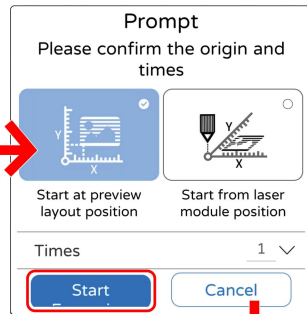 Prompt
Please confirm the origin and
times
Y
X
Y
X
Start at preview
layout position
Start from laser
module position
Times
1
Start
Cancel